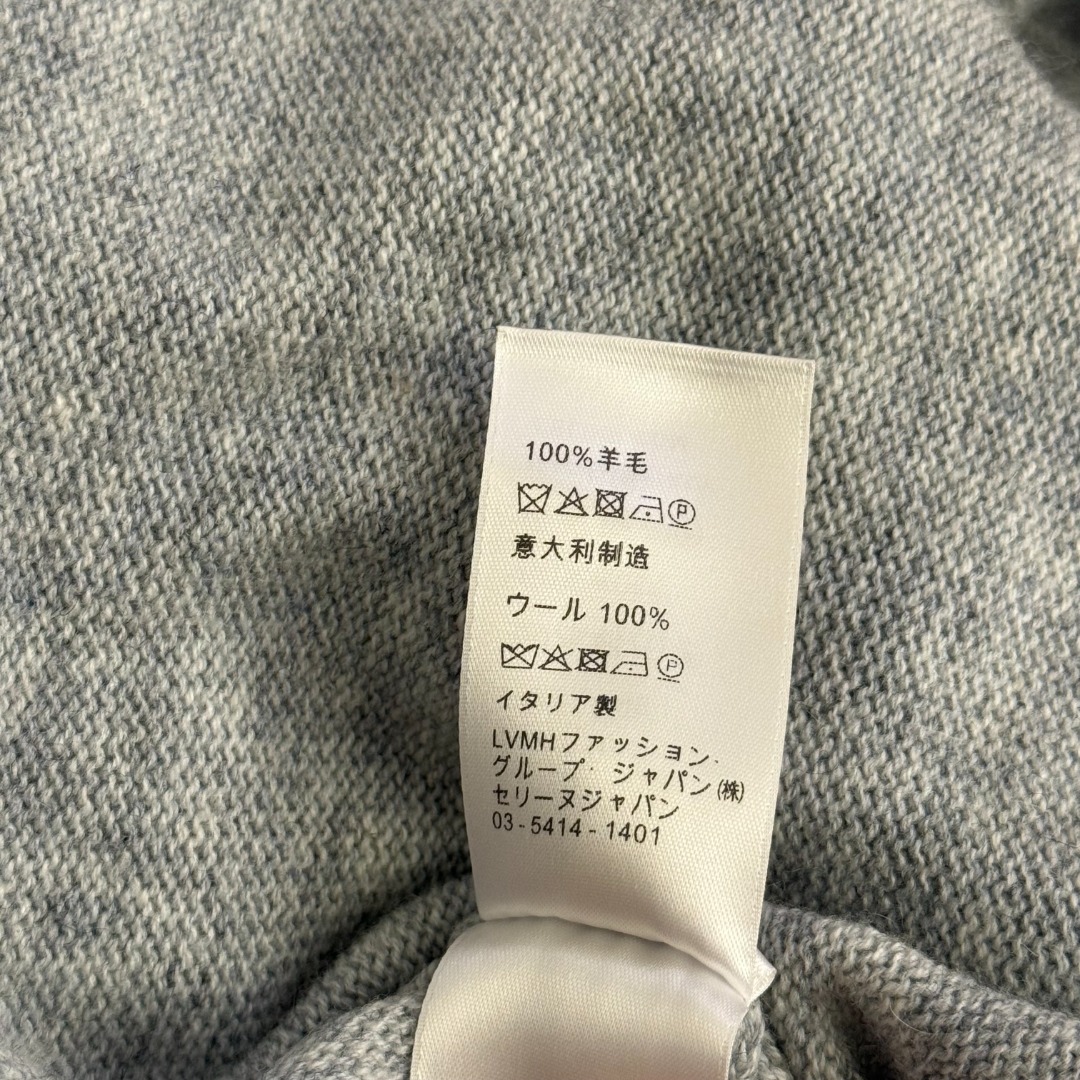 100%羊毛
P
意大利制造
ウール 100%
P
イタリア製
LVMHファッション.
グループ・ジャパン(株)
セリーヌジャパン
03-5414-1401